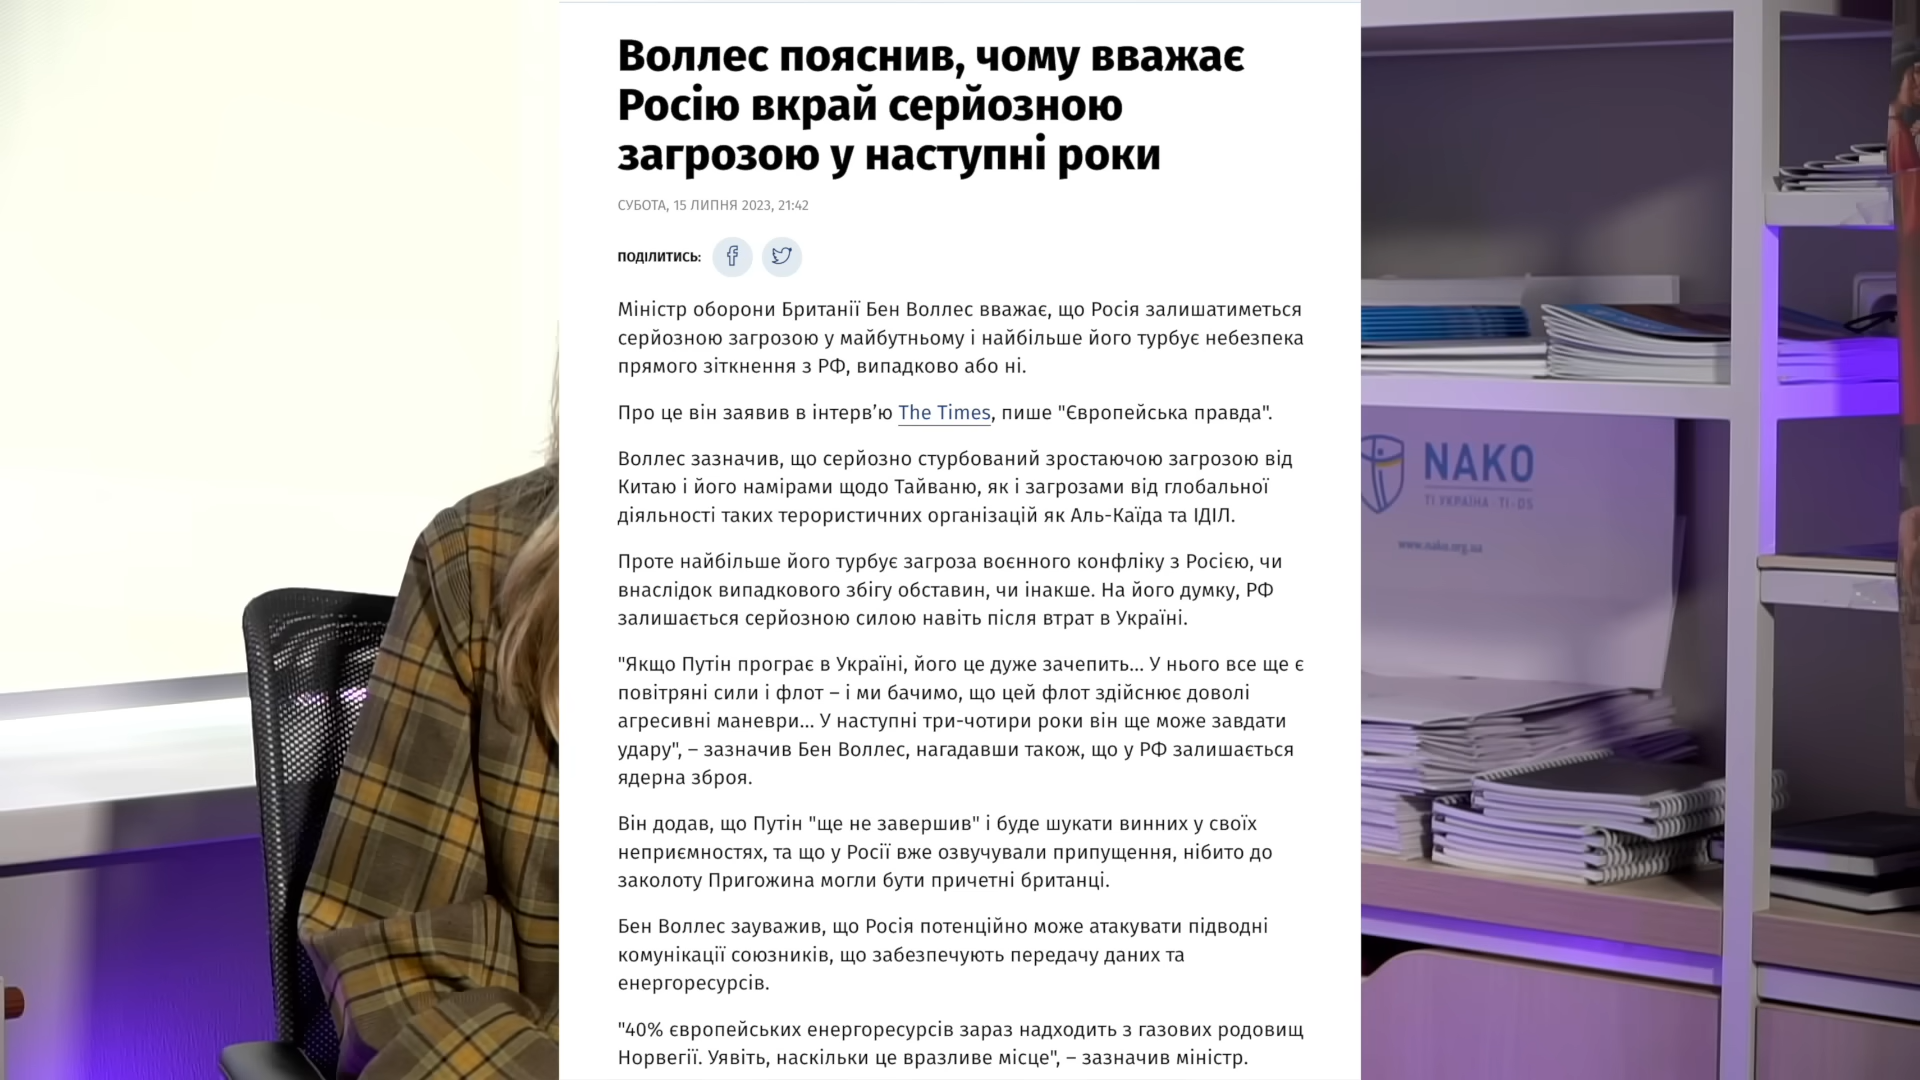 Воллес пояснив, чому вважає
Росію вкрай серйозною
загрозою у наступні роки
СУБОТА, 15 ЛИПНЯ 2023, 21:42
ПОДІЛИТИСЬ:
Міністр оборони Британії Бен Воллес вважає, що Росія залишатиметься
серйозною загрозою у майбутньому і найбільше його турбує небезпека
прямого зіткнення з РФ, випадково або ні.
Про це він заявив в інтерв’ю The Times, пише "Європейська правда".
Воллес зазначив, що серйозно стурбований зростаючою загрозою від
Китаю і його намірами щодо Тайваню, як і загрозами від глобальної
діяльності таких терористичних організацій як Аль-Каїда та ІДІЛ.
Проте найбільше його турбує загроза воєнного конфліку з Росією, чи
внаслідок випадкового збігу обставин, чи інакше. На його думку, РФ
залишається серйозною силою навіть після втрат в Україні.
"Якщо Путін програє в Україні, його це дуже зачепить... У нього все ще є
повітряні сили і флот – і ми бачимо, що цей флот здійснює доволі
агресивні маневри... У наступні три-чотири роки він ще може завдати
удару", – зазначив Бен Воллес, нагадавши також, що у РФ залишається
ядерна зброя.
Він додав, що Путін "ще не завершив" і буде шукати винних у своїх
неприємностях, та що у Росії вже озвучували припущення, нібито до
заколоту Пригожина могли бути причетні британці.
Бен Воллес зауважив, що Росія потенційно може атакувати підводні
комунікації союзників, що забезпечують передачу даних та
енергоресурсів.
"40% європейських енергоресурсів зараз надходить з газових родовищ
Норвегії. Уявіть, наскільки це вразливе місце", – зазначив міністр.
NAKO
ТІ УКРАЇНА · TI-DS
www.nako.org.ua